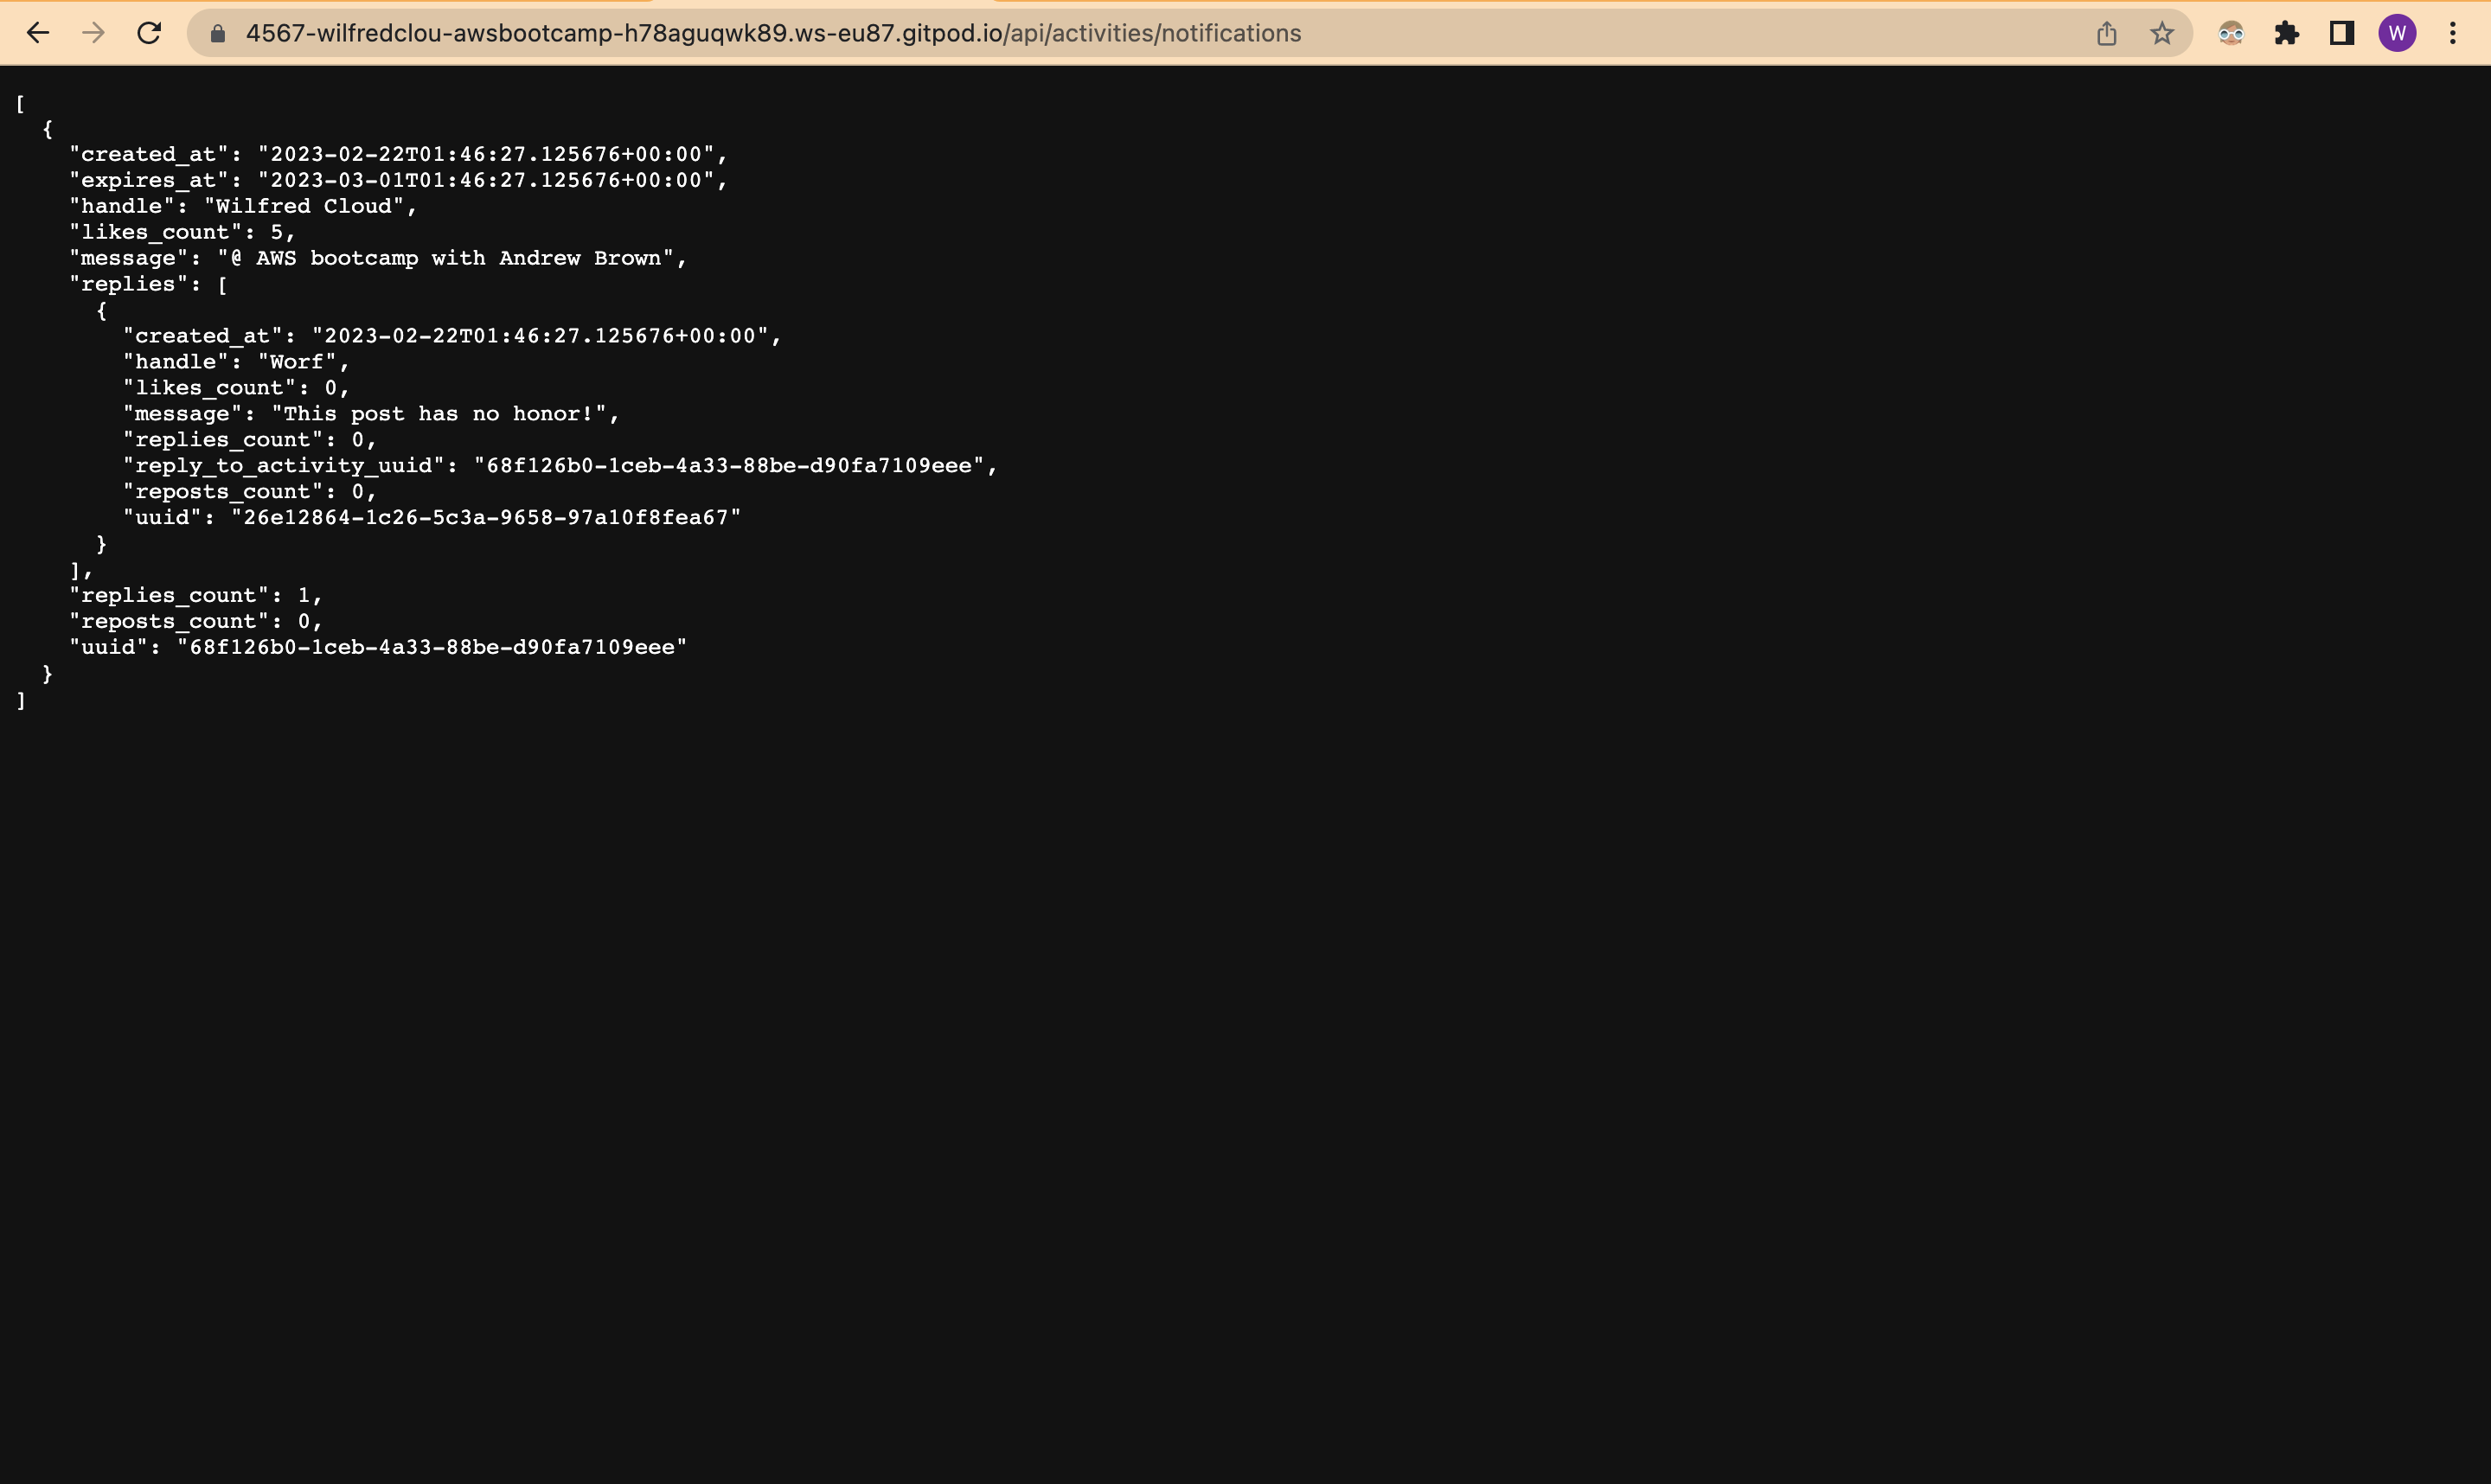 4567-wilfredclou-awsbootcamp-h78aguqwk89.ws-eu87.gitpod.io/api/activities/notifications
W
[
  {
    "created_at": "2023-02-22T01:46:27.125676+00:00",
    "expires_at": "2023-03-01T01:46:27.125676+00:00",
    "handle": "Wilfred Cloud",
    "likes_count": 5,
    "message": "@ AWS bootcamp with Andrew Brown",
    "replies": [
      {
        "created_at": "2023-02-22T01:46:27.125676+00:00",
        "handle": "Worf",
        "likes_count": 0,
        "message": "This post has no honor!",
        "replies_count": 0,
        "reply_to_activity_uuid": "68f126b0-1ceb-4a33-88be-d90fa7109eee",
        "reposts_count": 0,
        "uuid": "26e12864-1c26-5c3a-9658-97a10f8fea67"
      }
    ],
    "replies_count": 1,
    "reposts_count": 0,
    "uuid": "68f126b0-1ceb-4a33-88be-d90fa7109eee"
  }
]